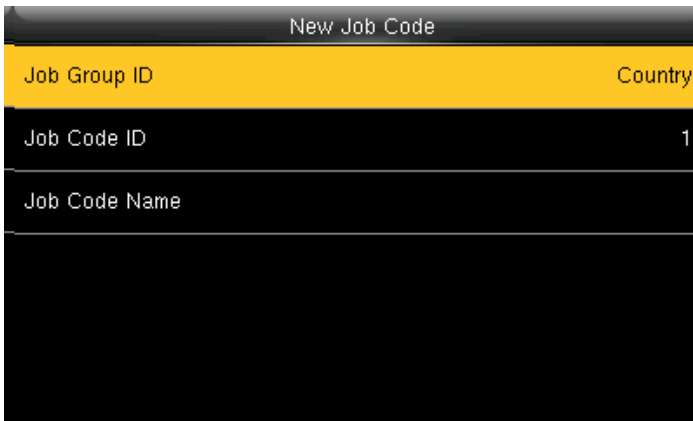 New Job Code
Job Group ID Country
Job Code ID 1
Job Code Name